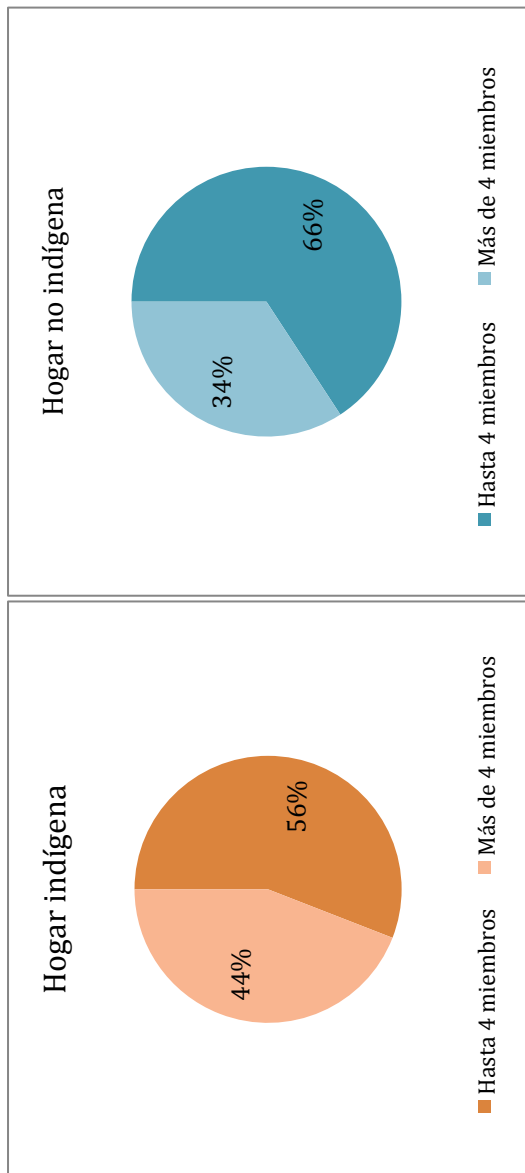 Hogar indígena
44%
56%
Hasta 4 miembros Más de 4 miembros
Hogar no indígena
34%
66%
Hasta 4 miembros Más de 4 miembros